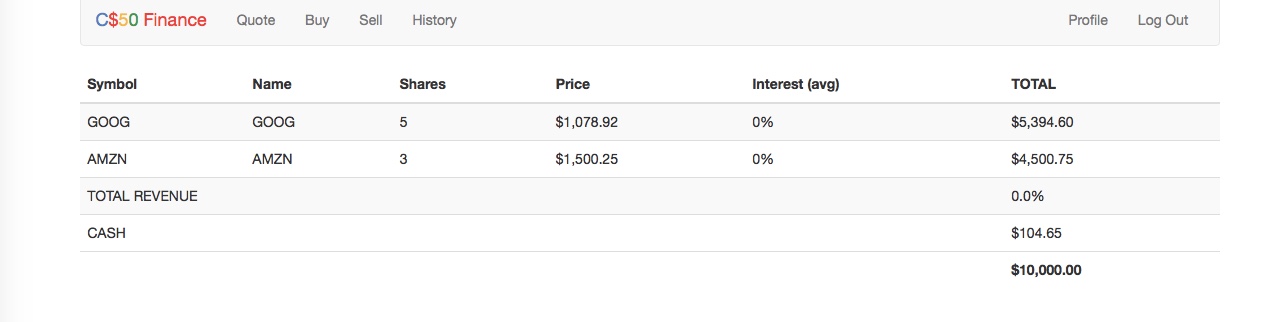 C$50 Finance Quote Buy Sell History Profile Log Out
Symbol Name Shares Price Interest (avg) TOTAL
GOOG GOOG 5 $1,078.92 0% $5,394.60
AMZN AMZN 3 $1,500.25 0% $4,500.75
TOTAL REVENUE 0.0%
CASH $104.65
$10,000.00